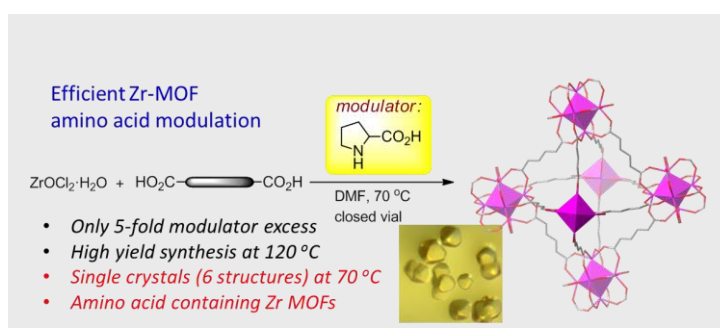 Efficient Zr-MOF
amino acid modulation
modulator:
CO₂H
N
H
ZrOCl₂·H₂O + HO₂C CO₂H
DMF, 70 °C
closed vial
• Only 5-fold modulator excess
• High yield synthesis at 120 °C
• Single crystals (6 structures) at 70 °C
• Amino acid containing Zr MOFs